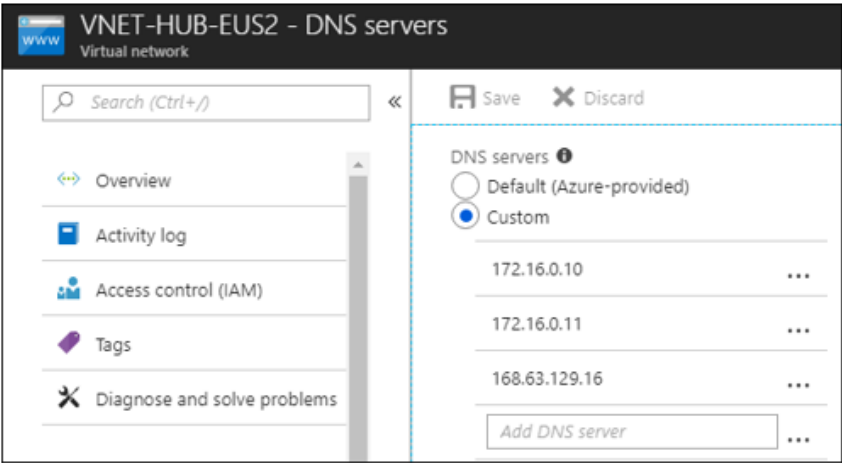 www
VNET-HUB-EUS2 - DNS servers
Virtual network
Search (Ctrl+/)
«
Overview
Activity log
Access control (IAM)
Tags
Diagnose and solve problems
Save
Discard
DNS servers
Default (Azure-provided)
Custom
172.16.0.10 ...
172.16.0.11 ...
168.63.129.16 ...
Add DNS server ...